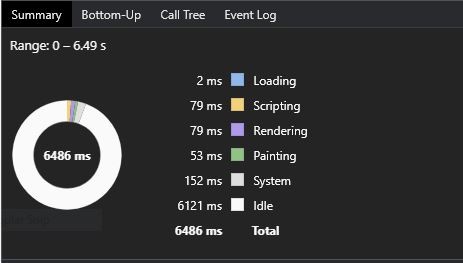 Summary Bottom-Up Call Tree Event Log
Range: 0 – 6.49 s
2 ms Loading
79 ms Scripting
79 ms Rendering
53 ms Painting
152 ms System
6121 ms Idle
6486 ms Total
6486 ms